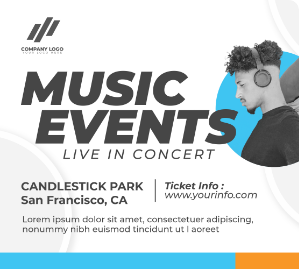 COMPANY LOGO
MUSIC
EVENTS
LIVE IN CONCERT
CANDLESTICK PARK
San Francisco, CA
Ticket Info :
www.yourinfo.com
Lorem ipsum dolor sit amet, consectetuer adipiscing,
nonummy nibh euismod tincidunt ut l oreet